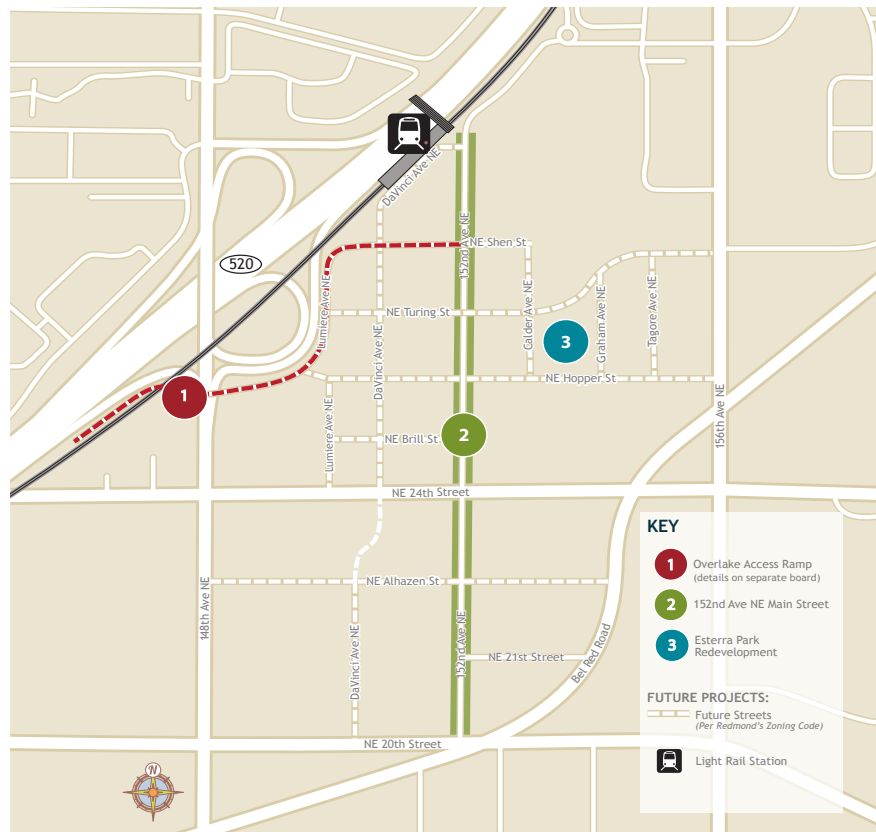 DaVinci Ave NE
152nd Ave NE
NE Shen St
520
Lumiere Ave NE
NE Turing St
Calder Ave NE
Graham Ave NE
Tagore Ave NE
3
DaVinci Ave NE
1
NE Hopper St
156th Ave NE
Lumiere Ave NE
NE Brill St
2
NE 24th Street
148th Ave NE
NE Alhazen St
DaVinci Ave NE
152nd Ave NE
NE 21st Street
Bel Red Road
NE 20th Street
N
KEY
1 Overlake Access Ramp
(details on separate board)
2 152nd Ave NE Main Street
3 Esterra Park
Redevelopment
FUTURE PROJECTS:
Future Streets
(Per Redmond's Zoning Code)
Light Rail Station